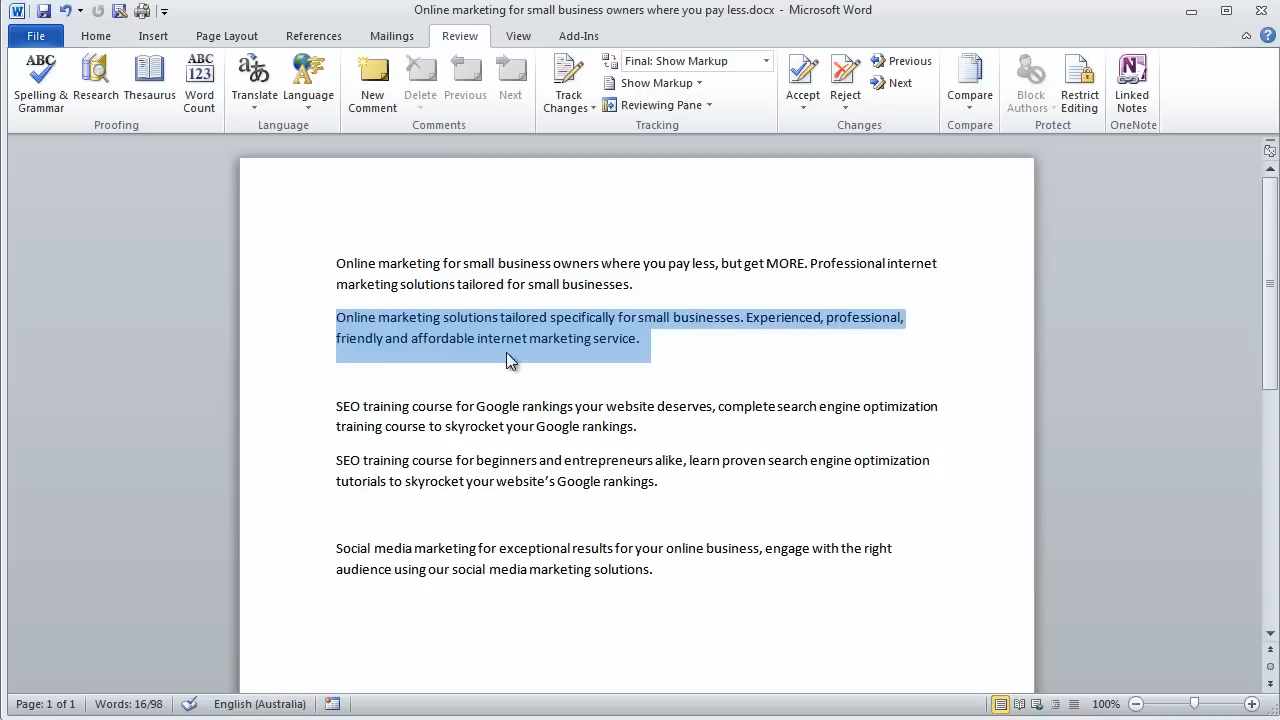 Online marketing for small business owners where you pay less.docx - Microsoft Word
File Home Insert Page Layout References Mailings Review View Add-Ins
ABC Spelling & Grammar
Research
Thesaurus
ABC 123 Word Count
Proofing
Translate
Language
Language
New Comment
Delete
Previous
Next
Comments
Track Changes
Final: Show Markup
Show Markup
Reviewing Pane
Tracking
Accept
Reject
Previous
Next
Changes
Compare
Compare
Block Authors
Restrict Editing
Protect
Linked Notes
OneNote
Online marketing for small business owners where you pay less, but get MORE. Professional internet
marketing solutions tailored for small businesses.
Online marketing solutions tailored specifically for small businesses. Experienced, professional,
friendly and affordable internet marketing service.
SEO training course for Google rankings your website deserves, complete search engine optimization
training course to skyrocket your Google rankings.
SEO training course for beginners and entrepreneurs alike, learn proven search engine optimization
tutorials to skyrocket your website’s Google rankings.
Social media marketing for exceptional results for your online business, engage with the right
audience using our social media marketing solutions.
Page: 1 of 1 Words: 16/98 English (Australia) 100%